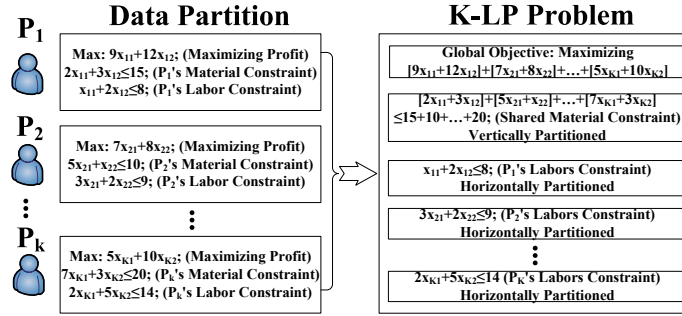 Data Partition
P1
Max: 9x11+12x12; (Maximizing Profit)
2x11+3x12≤15; (P1's Material Constraint)
x11+2x12≤8; (P1's Labor Constraint)
P2
Max: 7x21+8x22; (Maximizing Profit)
5x21+x22≤10; (P2's Material Constraint)
3x21+2x22≤9; (P2's Labor Constraint)
Pk
Max: 5xK1+10xK2; (Maximizing Profit)
7xK1+3xK2≤20; (Pk's Material Constraint)
2xK1+5xK2≤14; (Pk's Labor Constraint)
K-LP Problem
Global Objective: Maximizing
[9x11+12x12]+[7x21+8x22]+…+[5xK1+10xK2]
[2x11+3x12]+[5x21+x22]+…+[7xK1+3xK2]
≤15+10+…+20; (Shared Material Constraint)
Vertically Partitioned
x11+2x12≤8; (P1's Labors Constraint)
Horizontally Partitioned
3x21+2x22≤9; (P2's Labors Constraint)
Horizontally Partitioned
2xK1+5xK2≤14 (PK's Labors Constraint)
Horizontally Partitioned